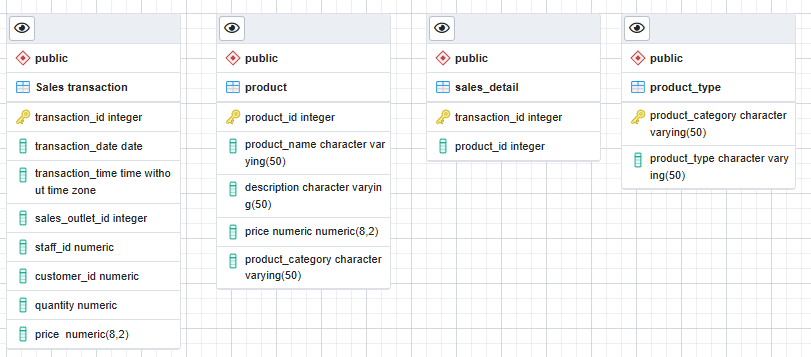 public
Sales transaction
transaction_id integer
transaction_date date
transaction_time time witho
ut time zone
sales_outlet_id integer
staff_id numeric
customer_id numeric
quantity numeric
price  numeric(8,2)
public
product
product_id integer
product_name character var
ying(50)
description character varyin
g(50)
price numeric numeric(8,2)
product_category character
varying(50)
public
sales_detail
transaction_id integer
product_id integer
public
product_type
product_category character
varying(50)
product_type character vary
ing(50)